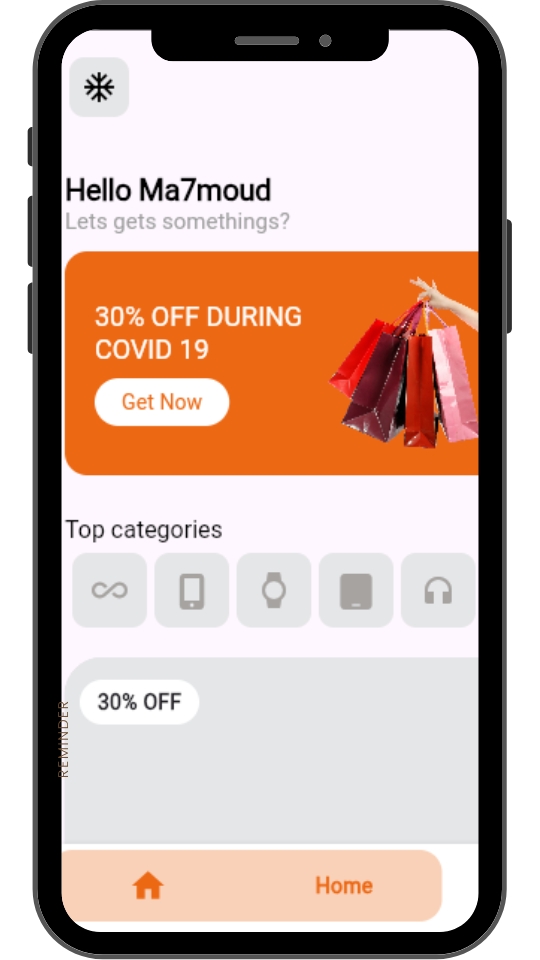 Hello Ma7moud
Lets gets somethings?
30% OFF DURING
COVID 19
Get Now
Top categories
30% OFF
REMINDER
Home